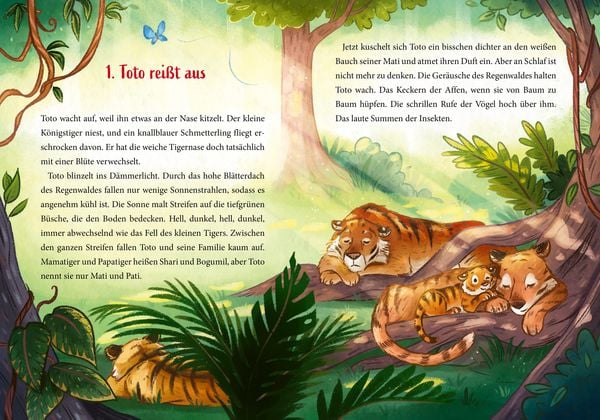 1. Toto reißt aus
Toto wacht auf, weil ihn etwas an der Nase kitzelt. Der kleine
Königstiger niest, und ein knallblauer Schmetterling fliegt er-
schrocken davon. Er hat die weiche Tigernase doch tatsächlich
mit einer Blüte verwechselt.
Toto blinzelt ins Dämmerlicht. Durch das hohe Blätterdach
des Regenwaldes fallen nur wenige Sonnenstrahlen, sodass es
angenehm kühl ist. Die Sonne malt Streifen auf die tiefgrünen
Büsche, die den Boden bedecken. Hell, dunkel, hell, dunkel,
immer abwechselnd wie das Fell des kleinen Tigers. Zwischen
den ganzen Streifen fallen Toto und seine Familie kaum auf.
Mamatiger und Papatiger heißen Shari und Bogumil, aber Toto
nennt sie nur Mati und Pati.
Jetzt kuschelt sich Toto ein bisschen dichter an den weißen
Bauch seiner Mati und atmet ihren Duft ein. Aber an Schlaf ist
nicht mehr zu denken. Die Geräusche des Regenwaldes halten
Toto wach. Das Keckern der Affen, wenn sie von Baum zu
Baum hüpfen. Die schrillen Rufe der Vögel hoch über ihm.
Das laute Summen der Insekten.